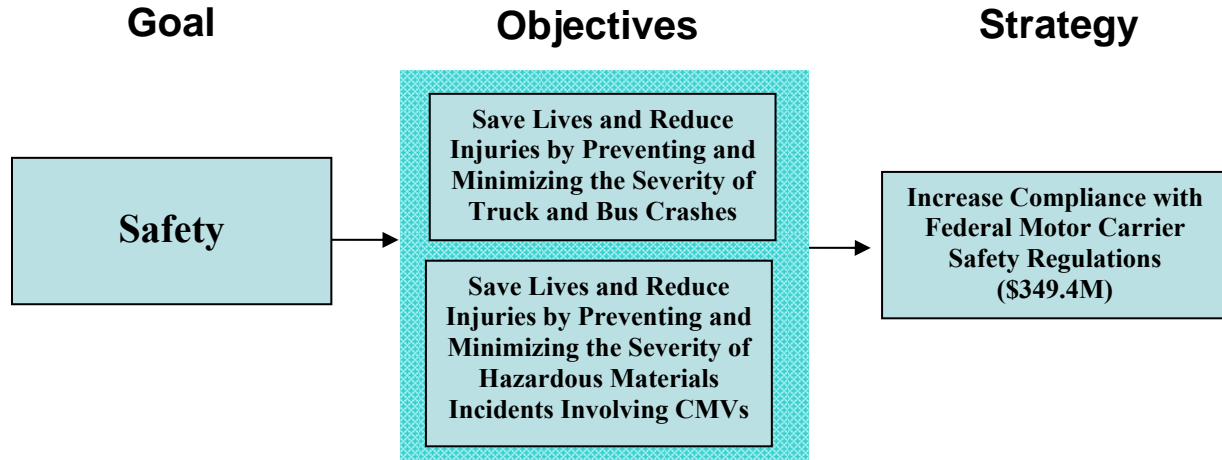 Goal
Objectives
Strategy
Safety
Save Lives and Reduce
Injuries by Preventing and
Minimizing the Severity of
Truck and Bus Crashes
Save Lives and Reduce
Injuries by Preventing and
Minimizing the Severity of
Hazardous Materials
Incidents Involving CMVs
Increase Compliance with
Federal Motor Carrier
Safety Regulations
($349.4M)